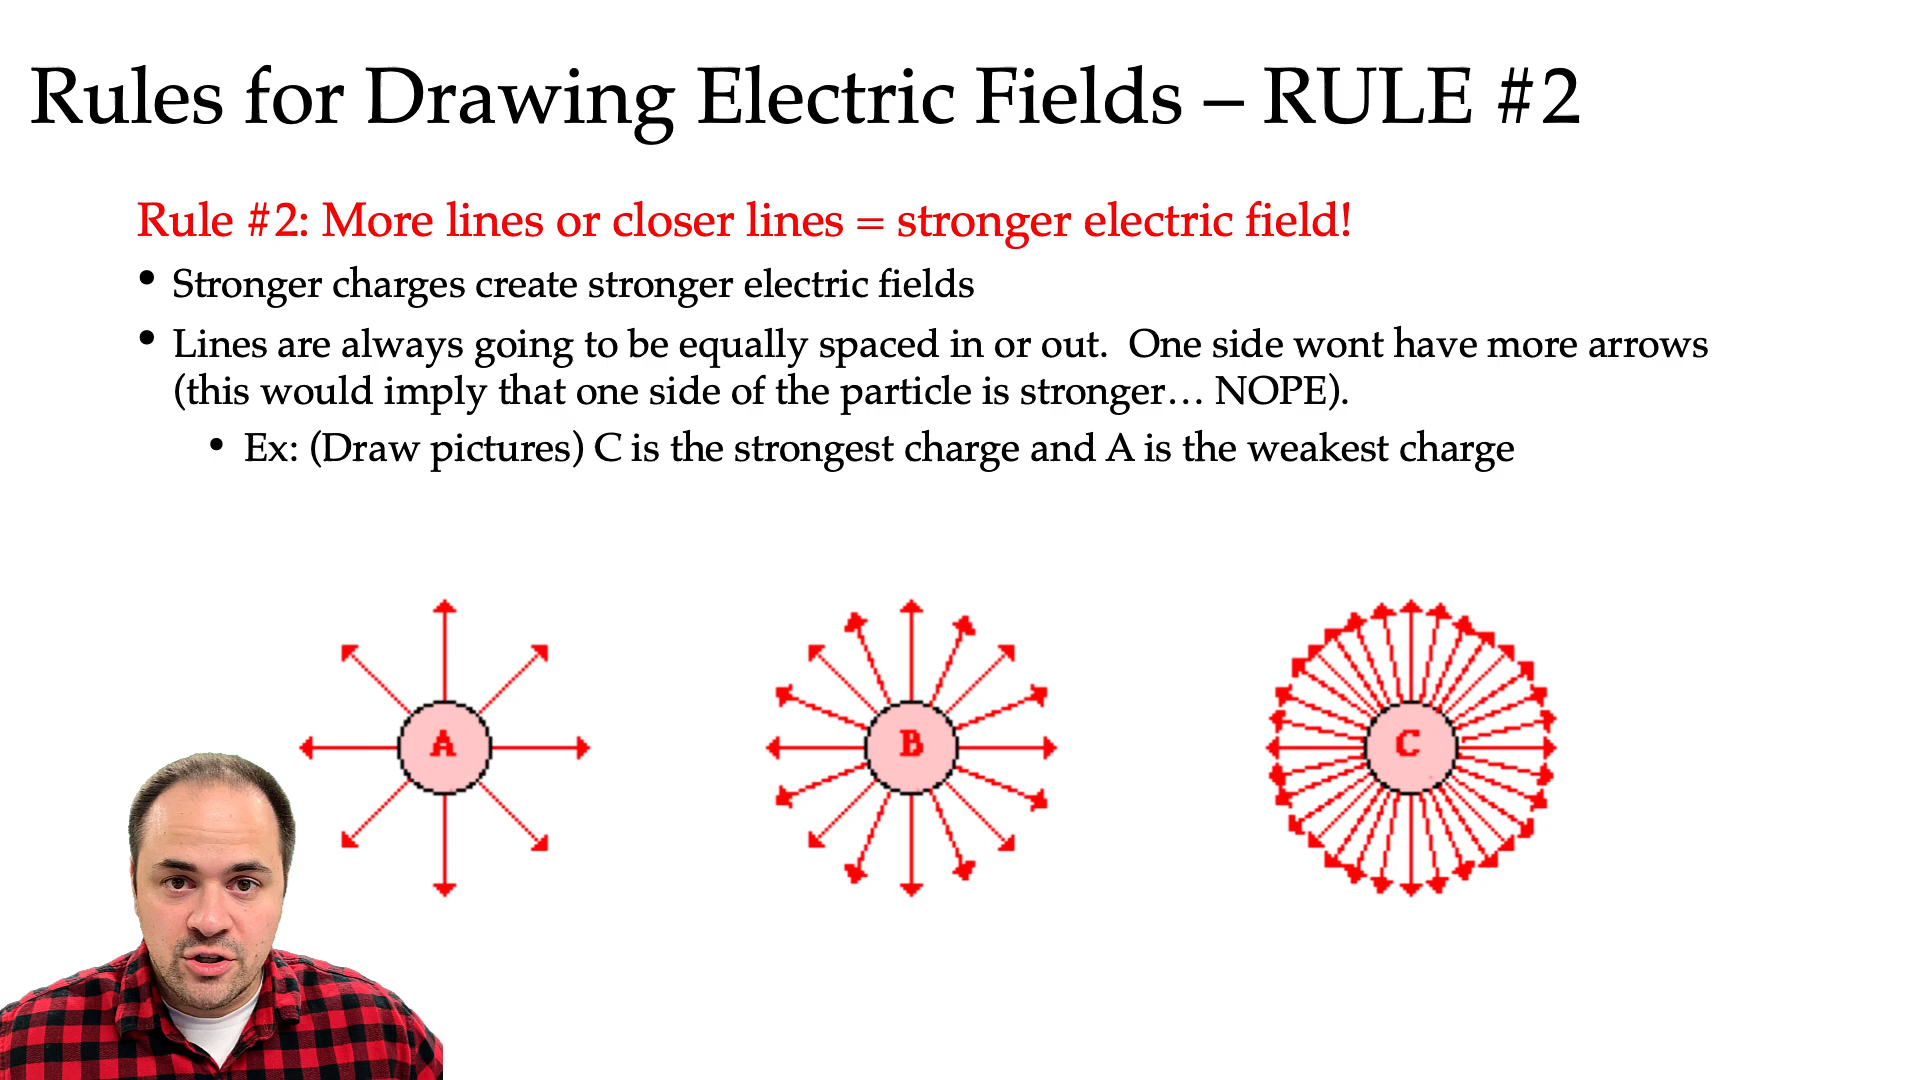 Rules for Drawing Electric Fields – RULE #2
Rule #2: More lines or closer lines = stronger electric field!
• Stronger charges create stronger electric fields
• Lines are always going to be equally spaced in or out.  One side wont have more arrows
(this would imply that one side of the particle is stronger… NOPE).
• Ex: (Draw pictures) C is the strongest charge and A is the weakest charge
A B C